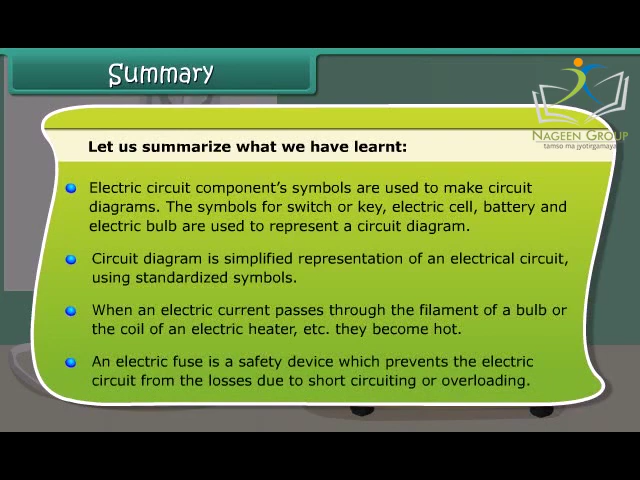 Summary
NAGEEN GROUP
tamso ma jyotirgamaya
Let us summarize what we have learnt:
Electric circuit component's symbols are used to make circuit
diagrams. The symbols for switch or key, electric cell, battery and
electric bulb are used to represent a circuit diagram.
Circuit diagram is simplified representation of an electrical circuit,
using standardized symbols.
When an electric current passes through the filament of a bulb or
the coil of an electric heater, etc. they become hot.
An electric fuse is a safety device which prevents the electric
circuit from the losses due to short circuiting or overloading.